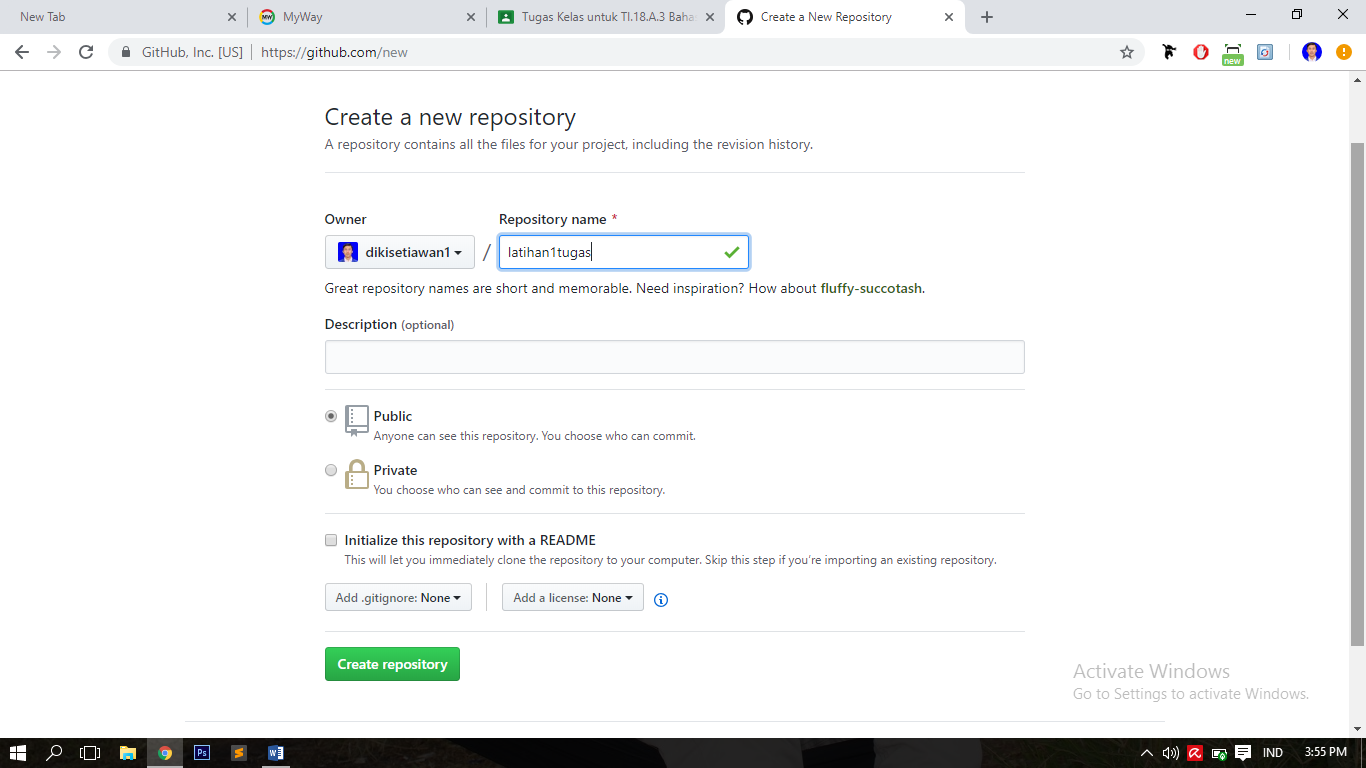 New Tab
MyWay
Tugas Kelas untuk TI.18.A.3 Baha
Create a New Repository
GitHub, Inc. [US] | https://github.com/new
new
Create a new repository
A repository contains all the files for your project, including the revision history.
Owner
Repository name *
dikisetiawan1 / latihan1tugas
Great repository names are short and memorable. Need inspiration? How about fluffy-succotash.
Description (optional)
Public
Anyone can see this repository. You choose who can commit.
Private
You choose who can see and commit to this repository.
Initialize this repository with a README
This will let you immediately clone the repository to your computer. Skip this step if you’re importing an existing repository.
Add .gitignore: None
Add a license: None
Create repository
Activate Windows
Go to Settings to activate Windows.
Ps
IND
3:55 PM